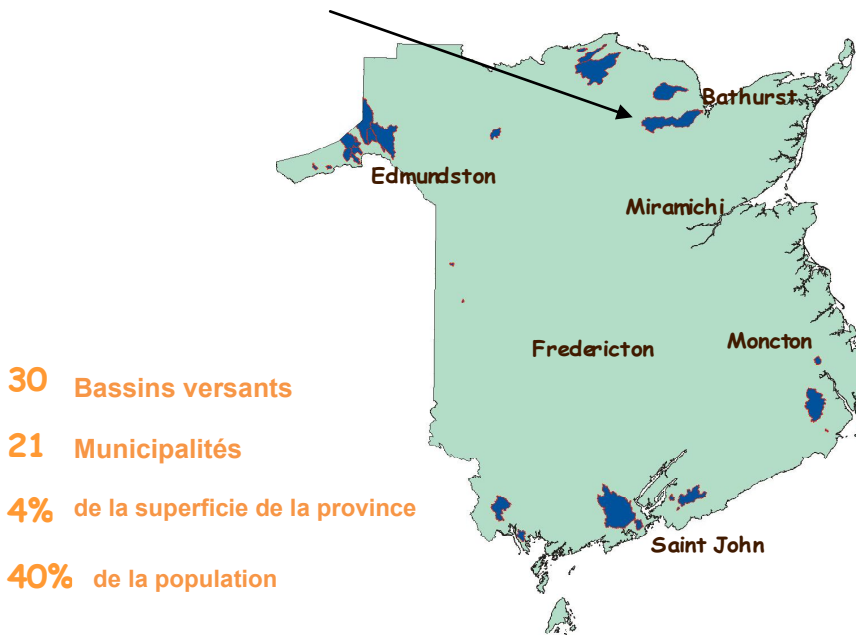 Bathurst
Edmundston
Miramichi
Fredericton
Moncton
Saint John
30 Bassins versants
21 Municipalités
4% de la superficie de la province
40% de la population